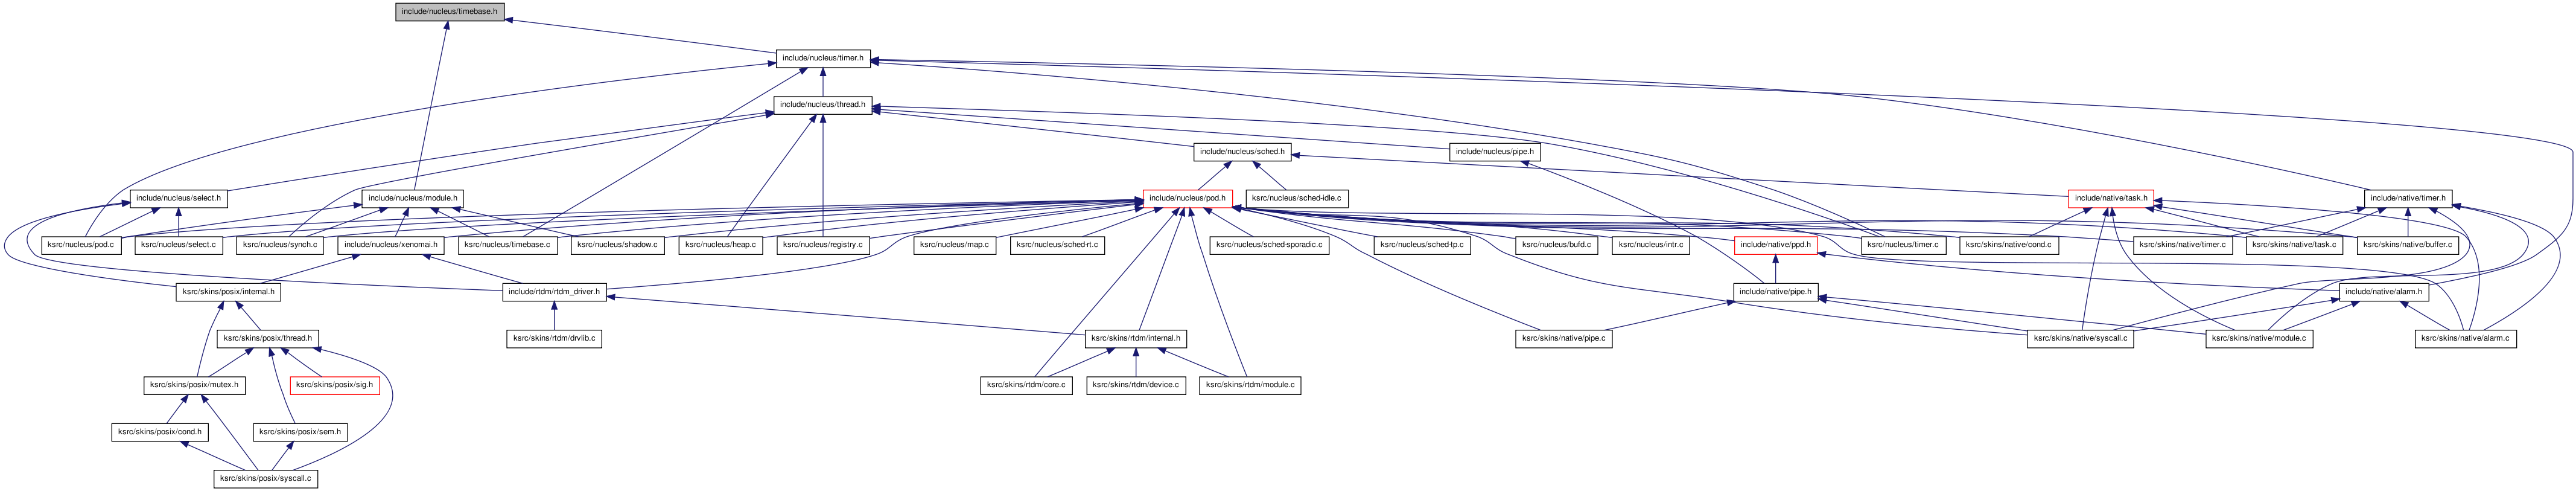 include/nucleus/timebase.h
include/nucleus/timer.h
include/nucleus/thread.h
include/nucleus/sched.h
include/nucleus/pipe.h
include/nucleus/select.h
include/nucleus/module.h
include/nucleus/pod.h
ksrc/nucleus/sched-idle.c
include/native/task.h
include/native/timer.h
ksrc/nucleus/pod.c
ksrc/nucleus/select.c
ksrc/nucleus/synch.c
include/nucleus/xenomai.h
ksrc/nucleus/timebase.c
ksrc/nucleus/shadow.c
ksrc/nucleus/heap.c
ksrc/nucleus/registry.c
ksrc/nucleus/map.c
ksrc/nucleus/sched-rt.c
ksrc/nucleus/sched-sporadic.c
ksrc/nucleus/sched-tp.c
ksrc/nucleus/bufd.c
ksrc/nucleus/intr.c
include/native/ppd.h
ksrc/nucleus/timer.c
ksrc/skins/native/cond.c
ksrc/skins/native/timer.c
ksrc/skins/native/task.c
ksrc/skins/native/buffer.c
ksrc/skins/posix/internal.h
include/rtdm/rtdm_driver.h
include/native/pipe.h
include/native/alarm.h
ksrc/skins/posix/thread.h
ksrc/skins/rtdm/drvlib.c
ksrc/skins/rtdm/internal.h
ksrc/skins/native/pipe.c
ksrc/skins/native/syscall.c
ksrc/skins/native/module.c
ksrc/skins/native/alarm.c
ksrc/skins/posix/mutex.h
ksrc/skins/posix/sig.h
ksrc/skins/rtdm/core.c
ksrc/skins/rtdm/device.c
ksrc/skins/rtdm/module.c
ksrc/skins/posix/cond.h
ksrc/skins/posix/sem.h
ksrc/skins/posix/syscall.c